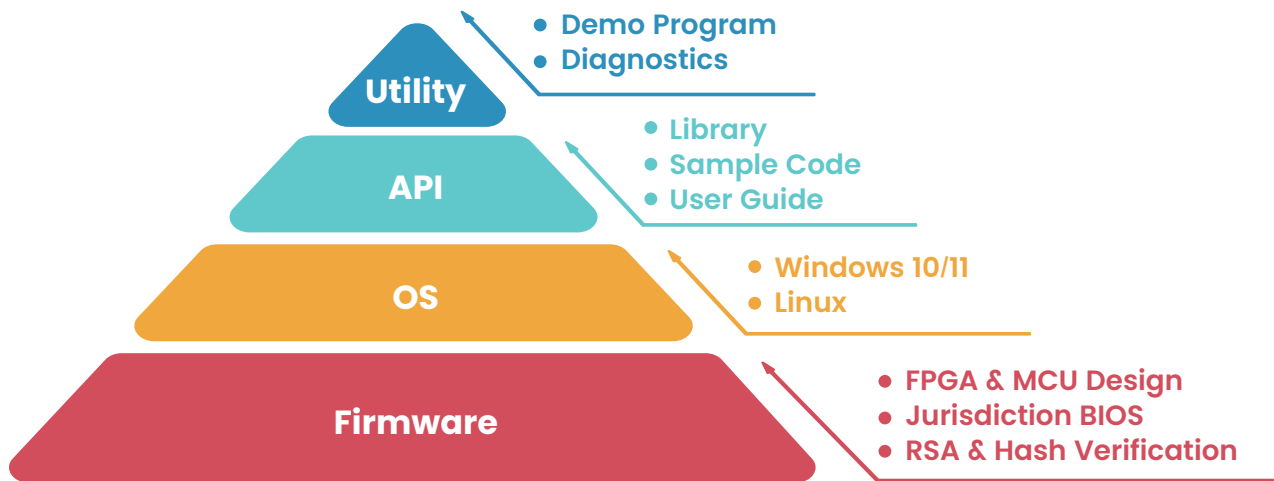 Utility
• Demo Program
• Diagnostics
API
• Library
• Sample Code
• User Guide
OS
• Windows 10/11
• Linux
Firmware
• FPGA & MCU Design
• Jurisdiction BIOS
• RSA & Hash Verification